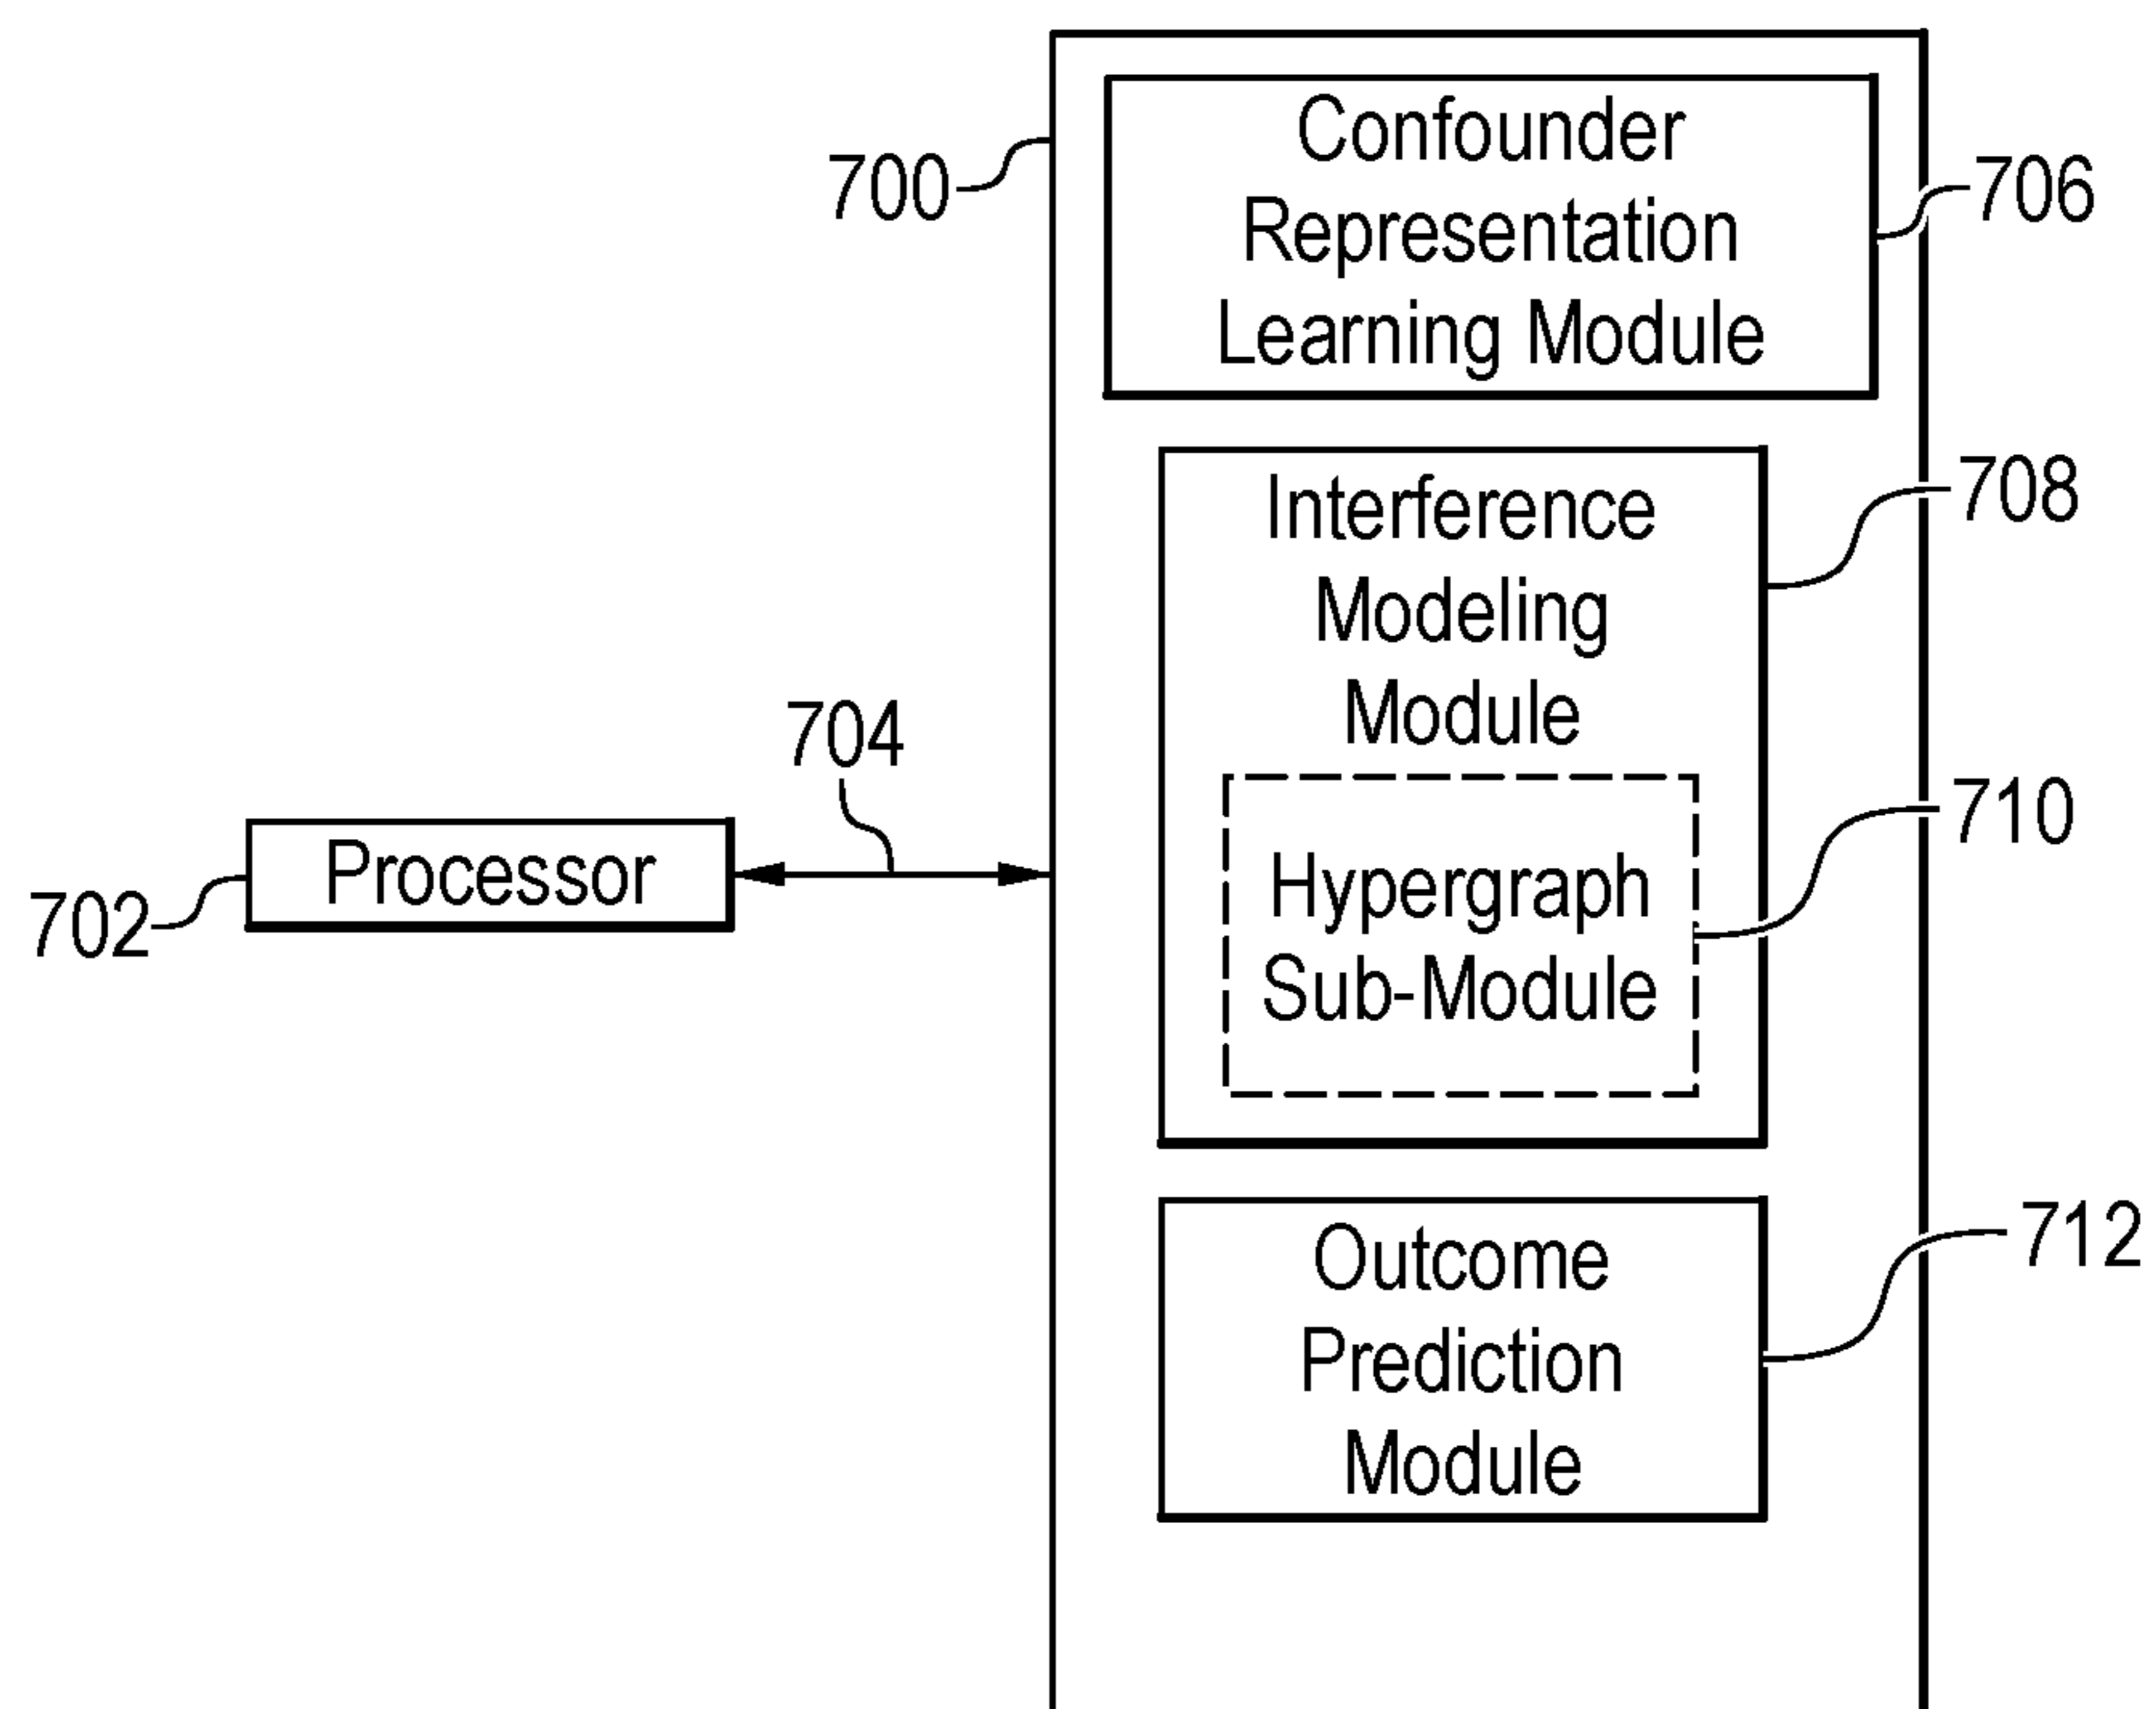 Confounder
Representation
Learning Module
700
706
Interference
Modeling
Module
708
704
Hypergraph
Sub-Module
710
Processor
702
Outcome
Prediction
Module
712